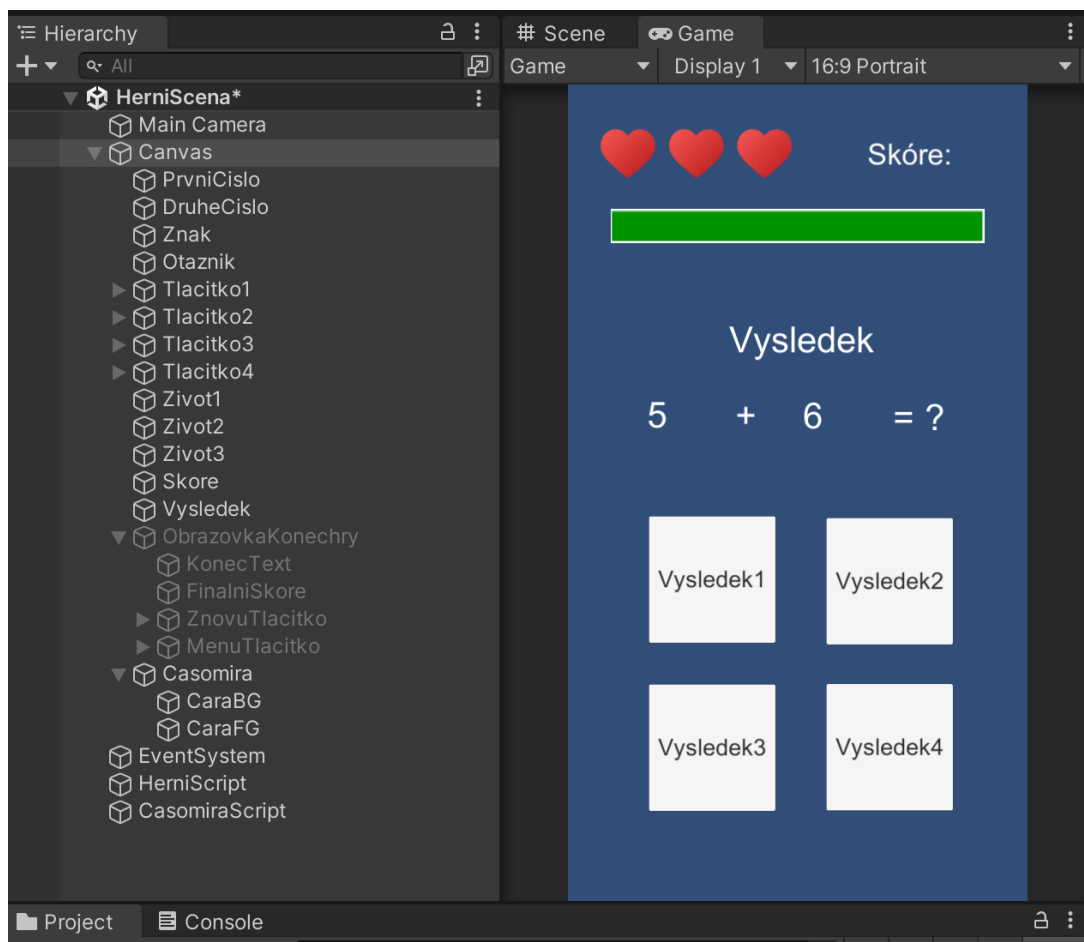 Hierarchy
All
HerniScena*
Main Camera
Canvas
PrvniCislo
DruheCislo
Znak
Otaznik
Tlacitko1
Tlacitko2
Tlacitko3
Tlacitko4
Zivot1
Zivot2
Zivot3
Skore
Vysledek
ObrazovkaKonechry
KonecText
FinalniSkore
ZnovuTlacitko
MenuTlacitko
Casomira
CaraBG
CaraFG
EventSystem
HerniScript
CasomiraScript
Scene Game
Game Display 1 16:9 Portrait
Skóre:
Vysledek
5 + 6 = ?
Vysledek1 Vysledek2
Vysledek3 Vysledek4
Project Console